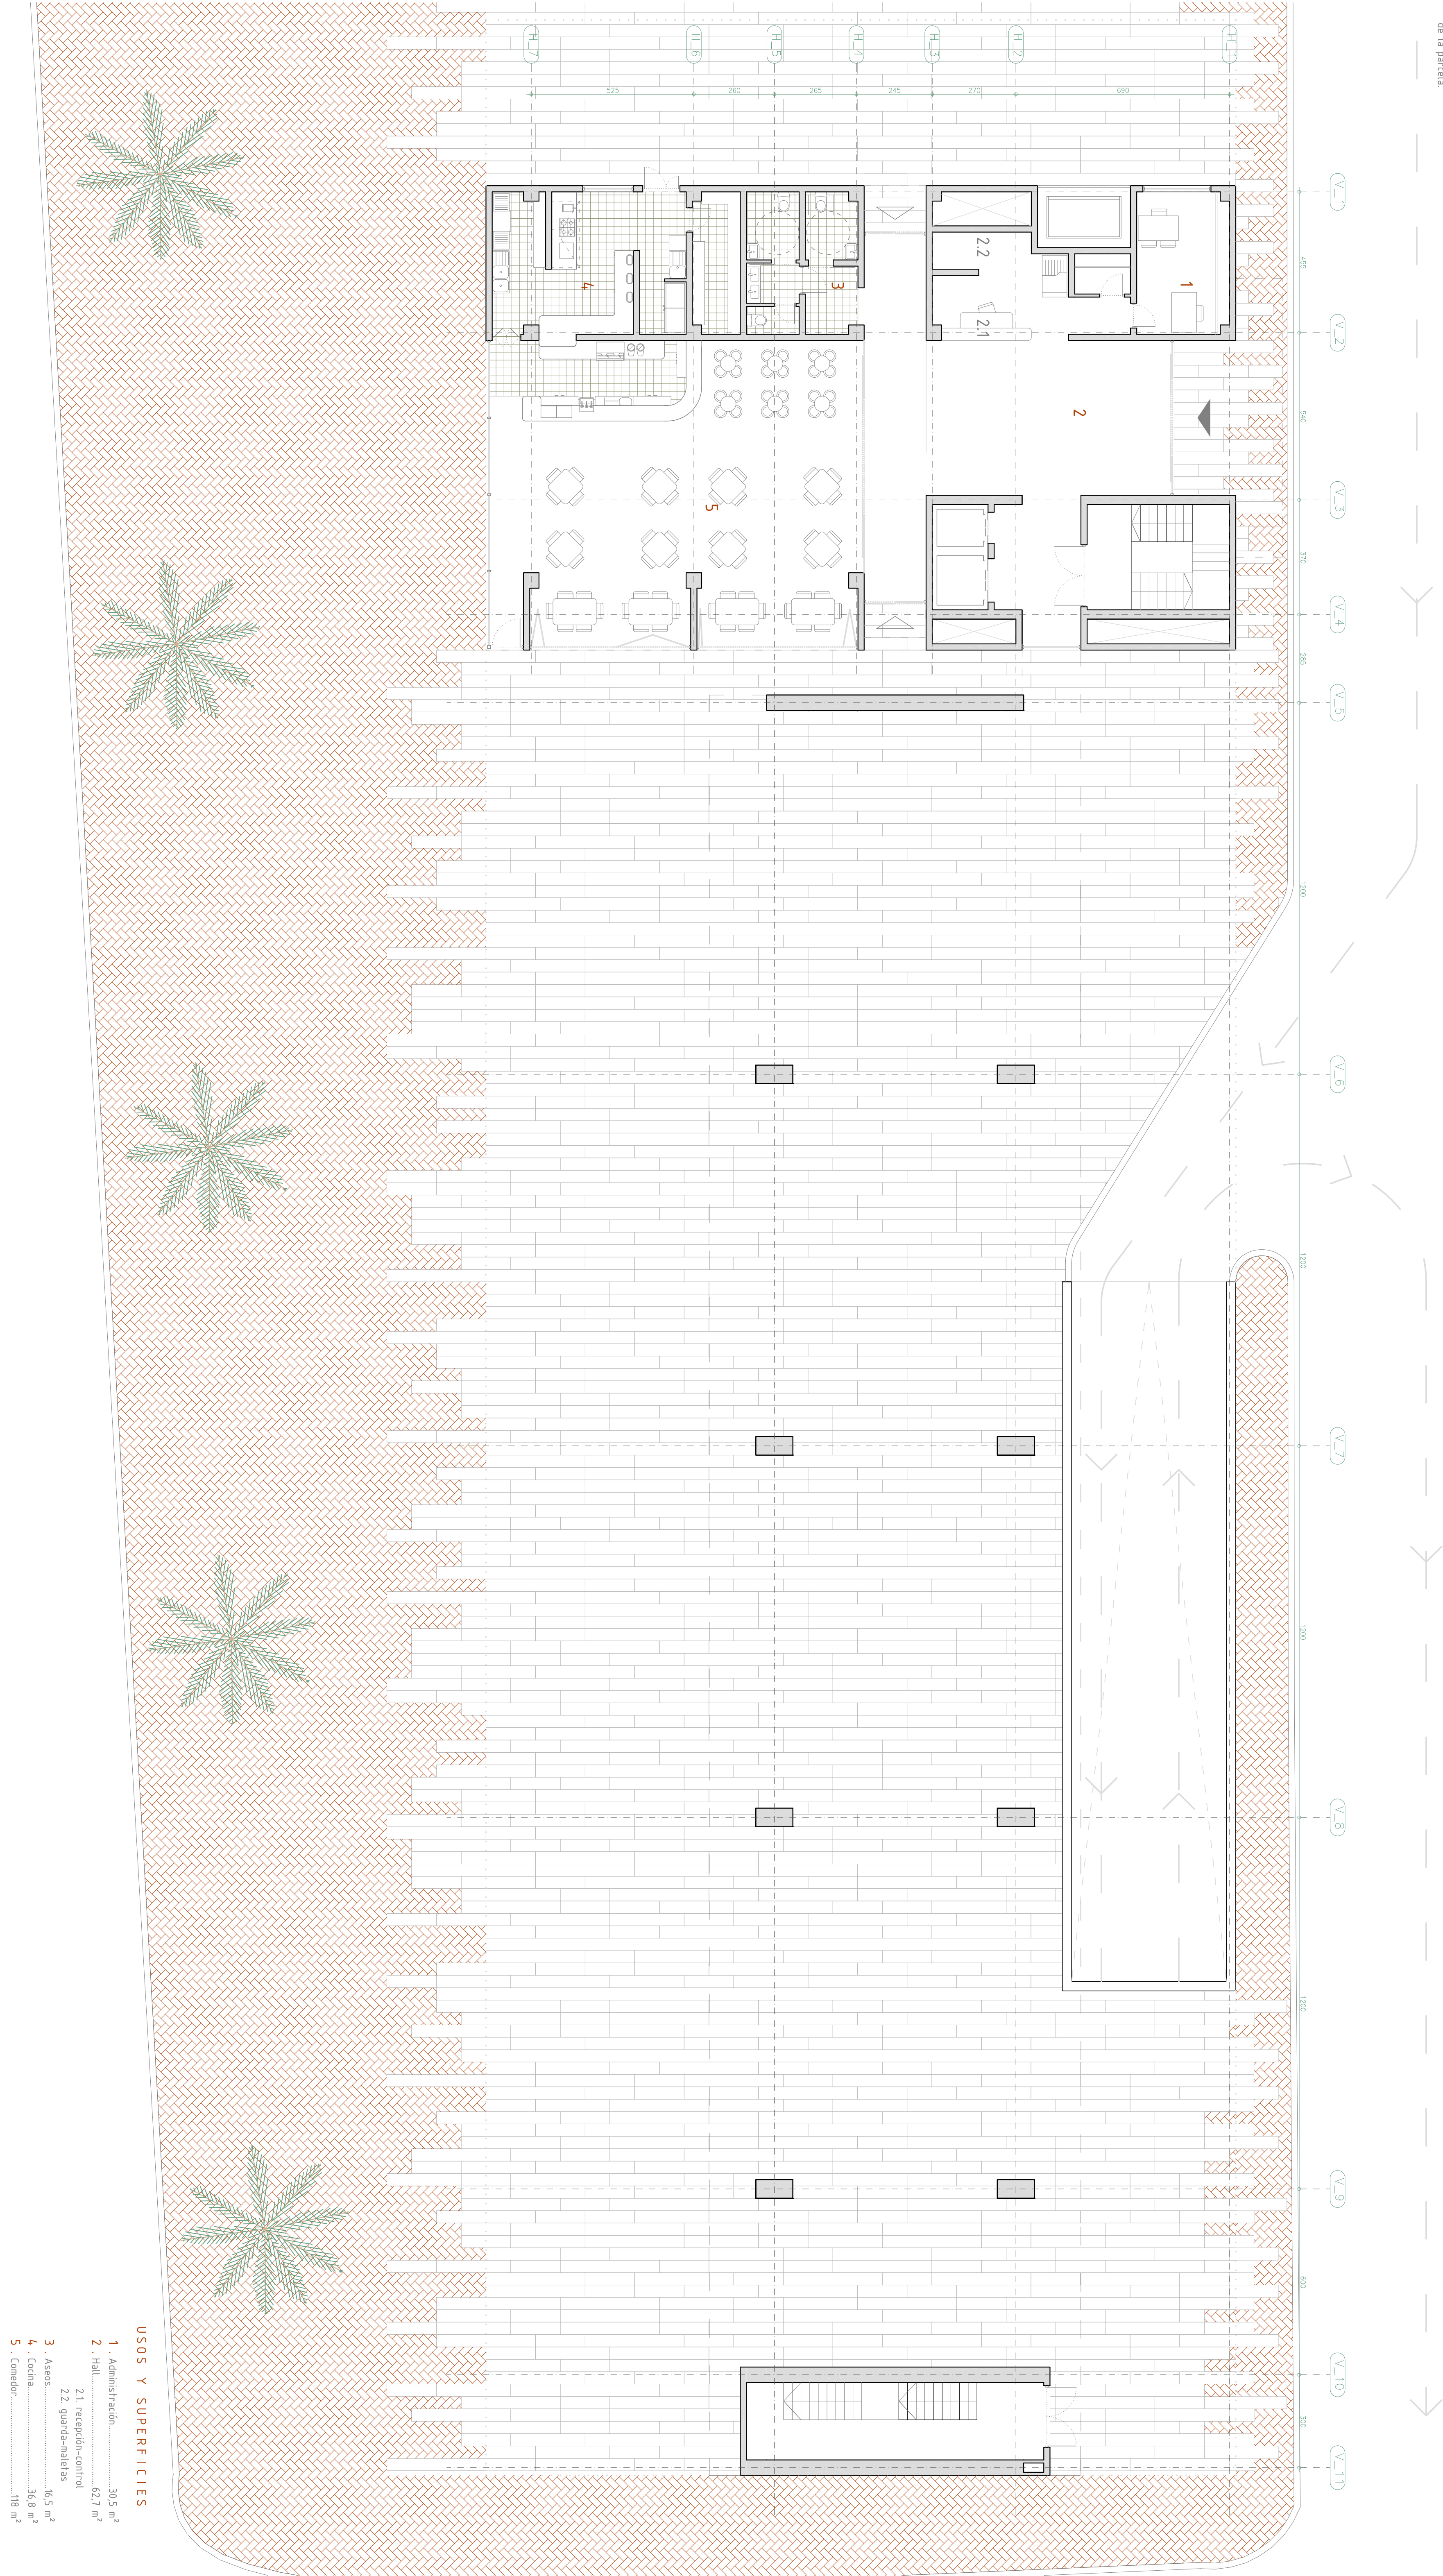 de la parcela.
H_7
H_6
H_5
H_4
H_3
H_2
H_1
525
260
265
245
270
690
V_1
V_2
V_3
V_4
V_5
V_6
V_7
V_8
V_9
V_10
V_11
455
540
370
285
1200
1200
1200
1200
600
300
1
2
2.1
2.2
3
4
5
USOS Y SUPERFICIES
1 . Administración..................30,5 m²
2 . Hall..................62,7 m²
2.1. recepción-control
2.2. guarda-maletas
3 . Aseos..................16,5 m²
4 . Cocina..................36,8 m²
5 . Comedor..................118 m²